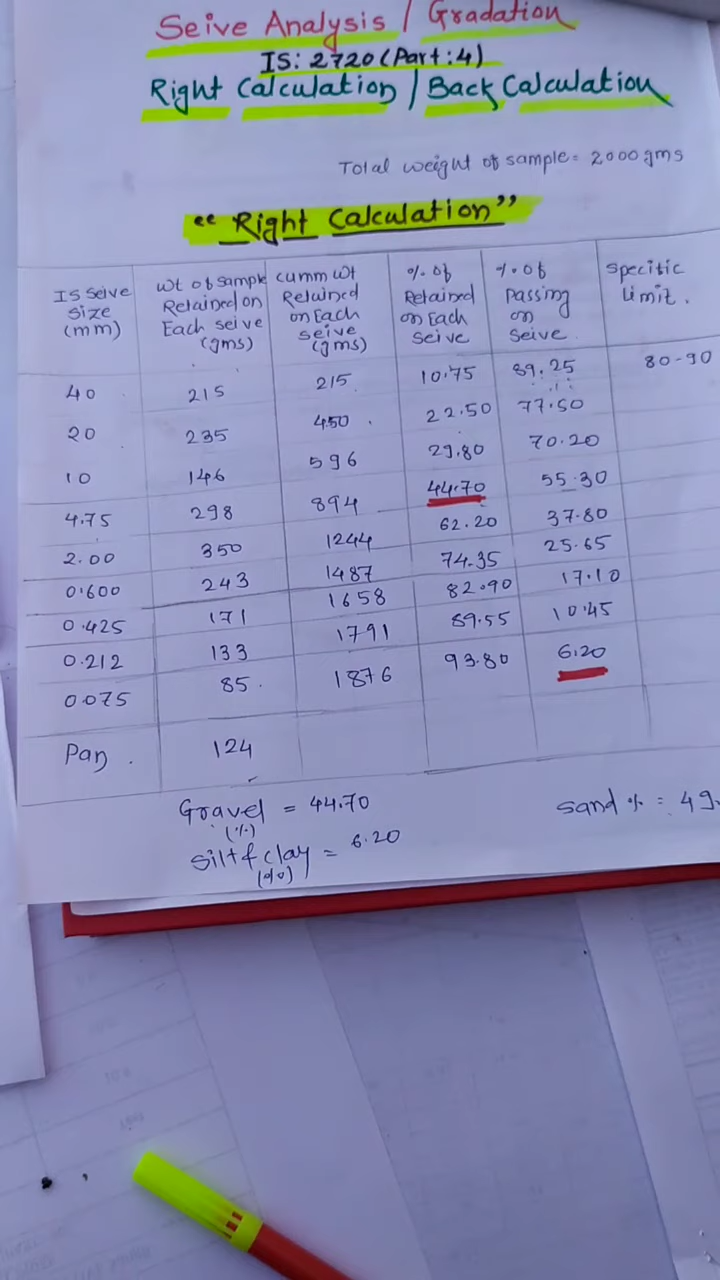 Seive Analysis / Gradation
IS: 2720 (Part:4)
Right Calculation / Back Calculation
Total weight of sample = 2000 gms
"Right Calculation"
IS Seive Size (mm) | Wt of sample Retained on Each seive (gms) | cumm wt Retained on Each seive (gms) | % of Retained on Each Seive | % of Passing on Seive | Specific limit.
40 | 215 | 215 | 10.75 | 89.25 | 80-90
20 | 235 | 450 | 22.50 | 77.50
10 | 146 | 596 | 29.80 | 70.20
4.75 | 298 | 894 | 44.70 | 55.30
2.00 | 350 | 1244 | 62.20 | 37.80
0.600 | 243 | 1487 | 74.35 | 25.65
0.425 | 171 | 1658 | 82.90 | 17.10
0.212 | 133 | 1791 | 89.55 | 10.45
0.075 | 85 | 1876 | 93.80 | 6.20
Pan. | 124
Gravel (%) = 44.70
Sand % = 49.
Silt & clay (%) = 6.20